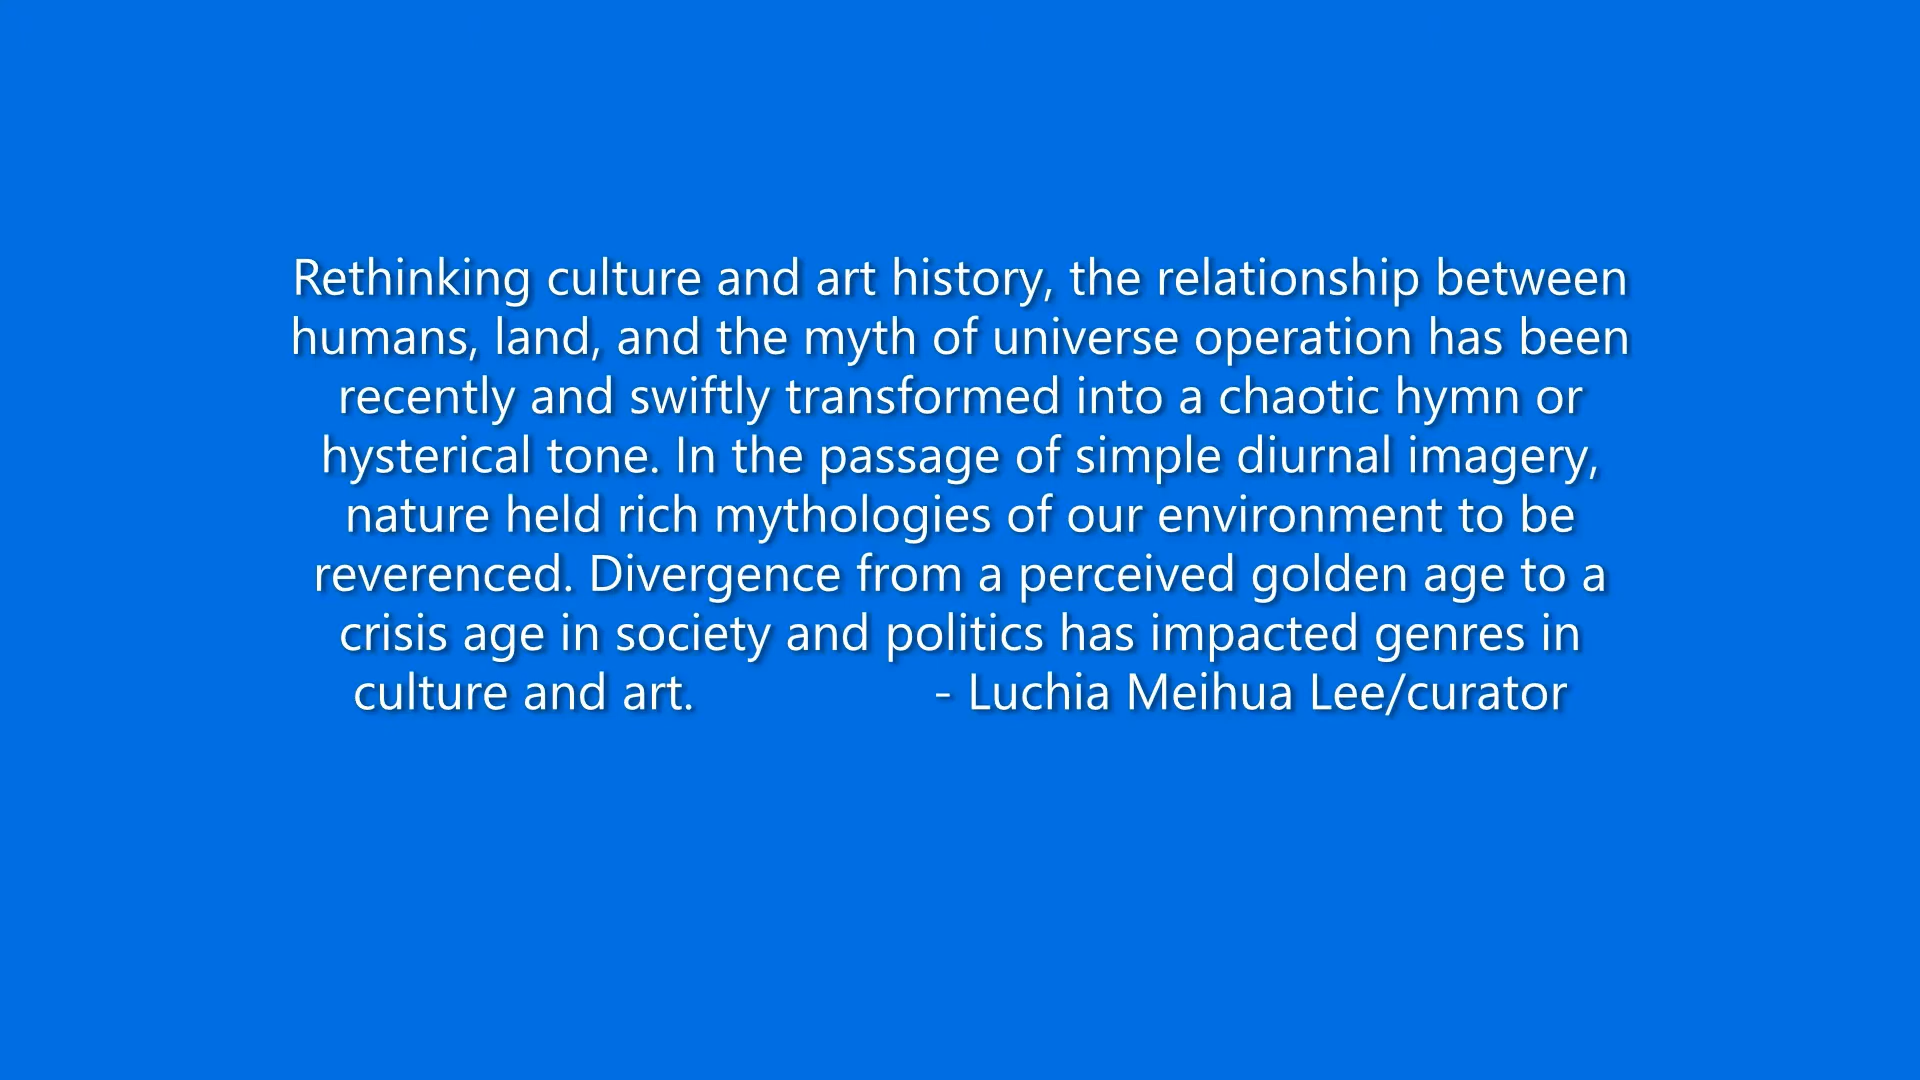 Rethinking culture and art history, the relationship between
humans, land, and the myth of universe operation has been
recently and swiftly transformed into a chaotic hymn or
hysterical tone. In the passage of simple diurnal imagery,
nature held rich mythologies of our environment to be
reverenced. Divergence from a perceived golden age to a
crisis age in society and politics has impacted genres in
culture and art. - Luchia Meihua Lee/curator